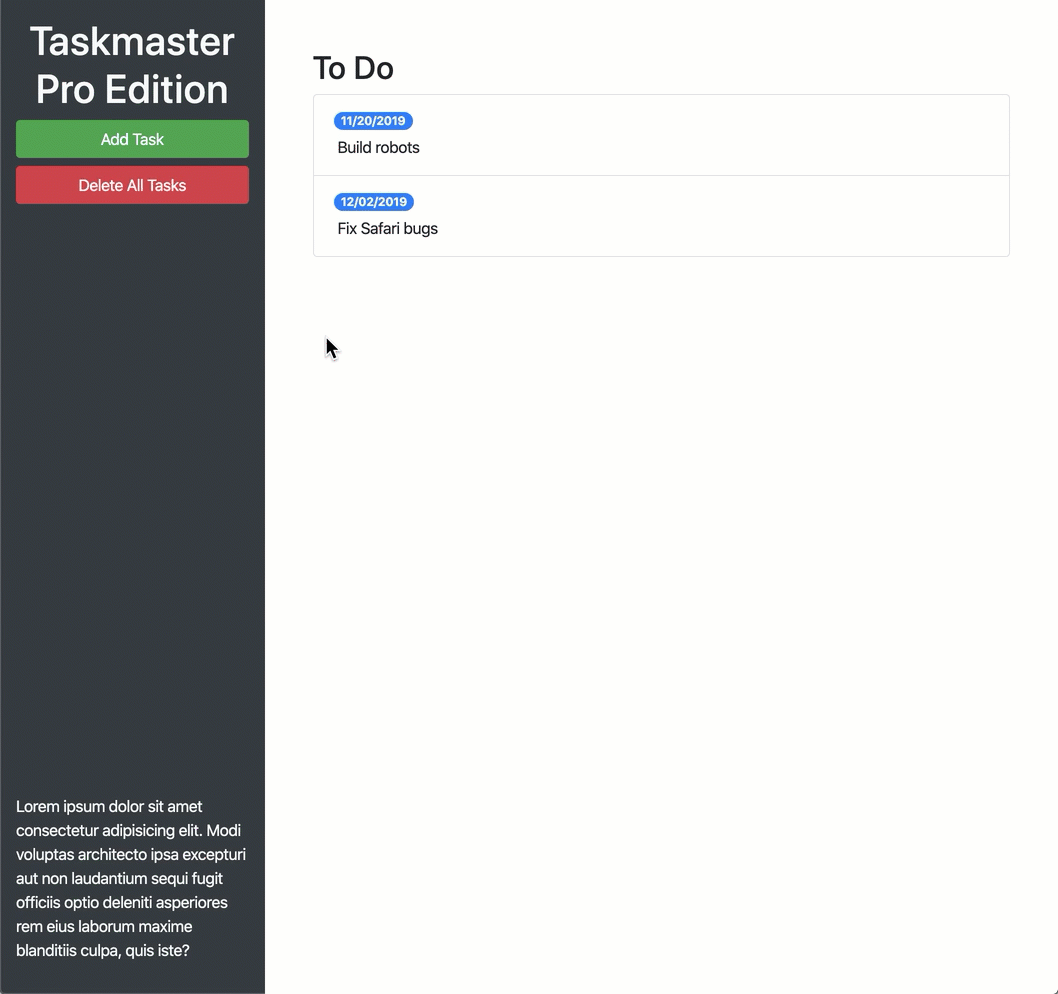 Taskmaster
Pro Edition
Add Task
Delete All Tasks
Lorem ipsum dolor sit amet
consectetur adipisicing elit. Modi
voluptas architecto ipsa excepturi
aut non laudantium sequi fugit
officiis optio deleniti asperiores
rem eius laborum maxime
blanditiis culpa, quis iste?
To Do
11/20/2019
Build robots
12/02/2019
Fix Safari bugs